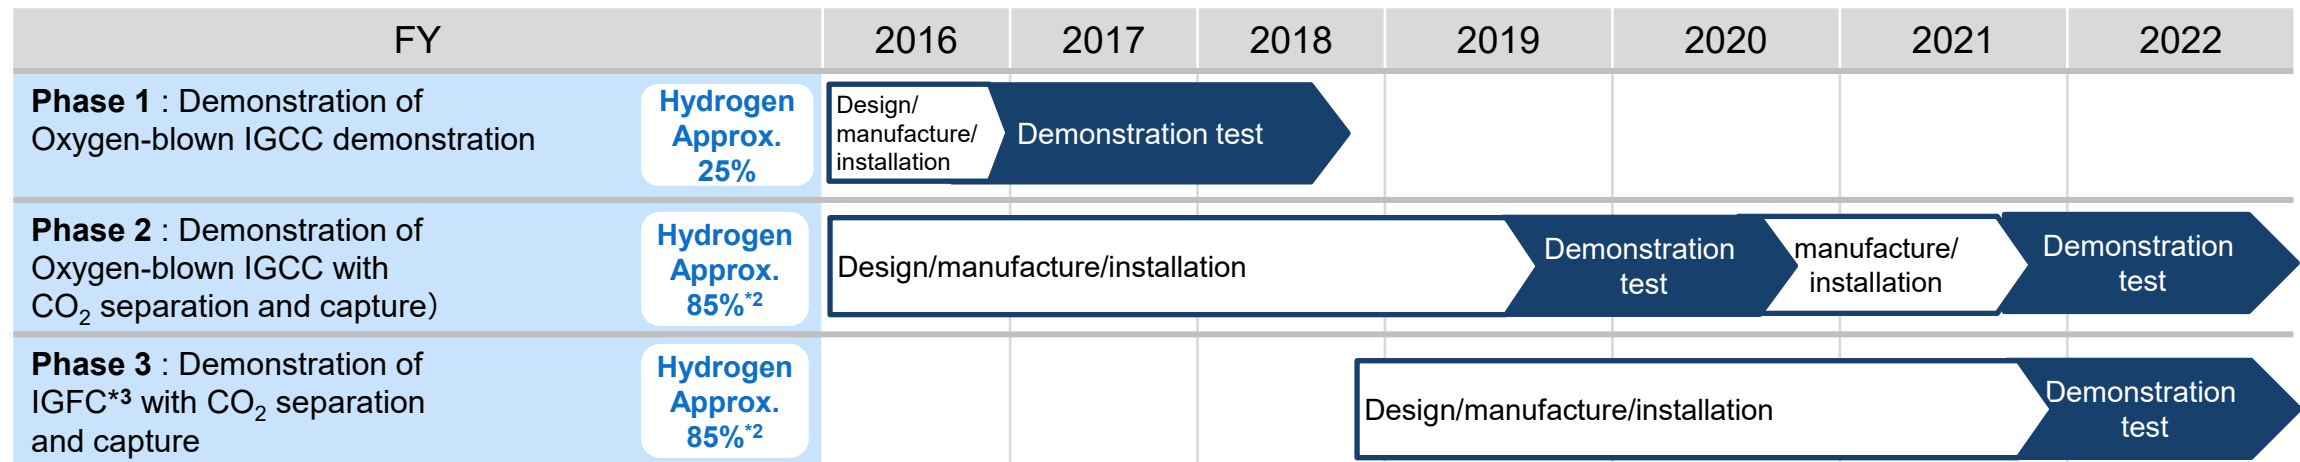 FY 2016 2017 2018 2019 2020 2021 2022
Phase 1 : Demonstration of
Oxygen-blown IGCC demonstration
Hydrogen
Approx.
25%
Design/
manufacture/
installation
Demonstration test
Phase 2 : Demonstration of
Oxygen-blown IGCC with
CO₂ separation and capture）
Hydrogen
Approx.
85%*2
Design/manufacture/installation
Demonstration
test
manufacture/
installation
Demonstration
test
Phase 3 : Demonstration of
IGFC*3 with CO₂ separation
and capture
Hydrogen
Approx.
85%*2
Design/manufacture/installation
Demonstration
test